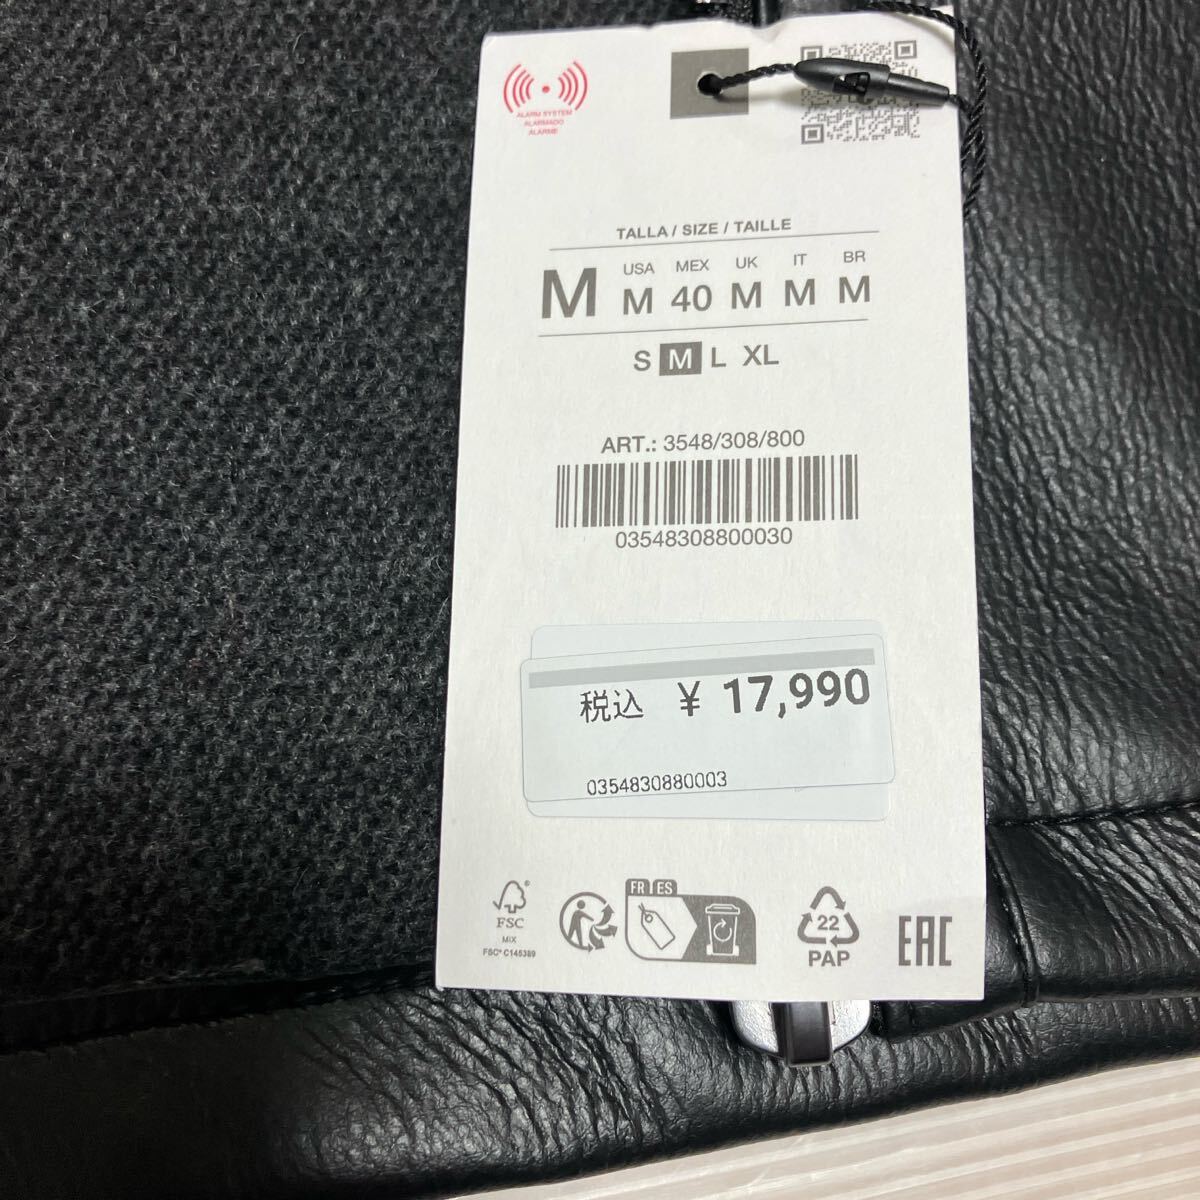 ALARM SYSTEM
ALARMADO
ALARME
TALLA / SIZE / TAILLE
M
USA MEX UK IT BR
M 40 M M M
S M L XL
ART.: 3548/308/800
03548308800030
税込 ¥ 17,990
0354830880003
FSC
MIX
FSC® C145389
FR ES
22
PAP
EAC